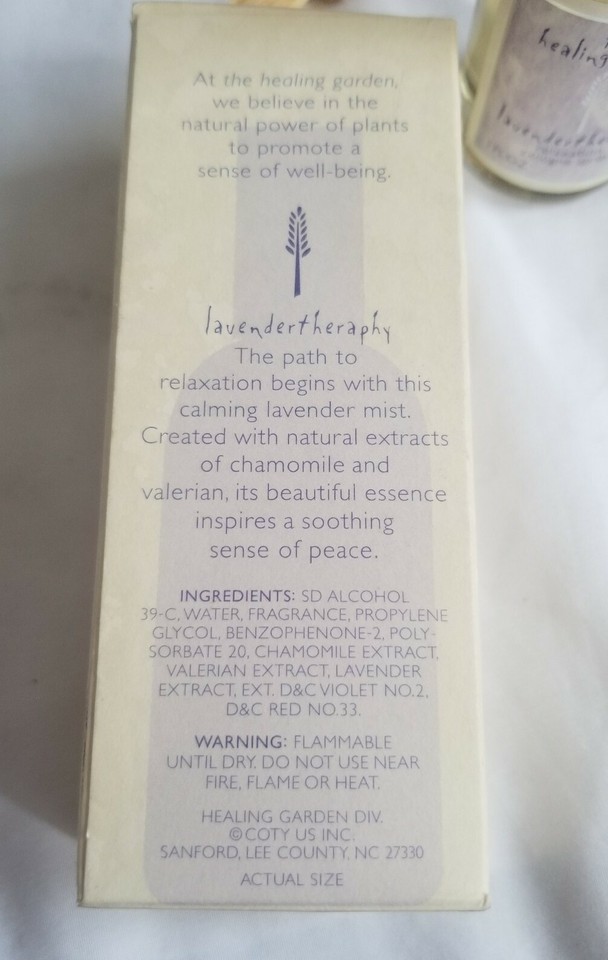 At the healing garden,
we believe in the
natural power of plants
to promote a
sense of well-being.
lavendertheraphy
The path to
relaxation begins with this
calming lavender mist.
Created with natural extracts
of chamomile and
valerian, its beautiful essence
inspires a soothing
sense of peace.
INGREDIENTS: SD ALCOHOL
39-C, WATER, FRAGRANCE, PROPYLENE
GLYCOL, BENZOPHENONE-2, POLY-
SORBATE 20, CHAMOMILE EXTRACT,
VALERIAN EXTRACT, LAVENDER
EXTRACT, EXT. D&C VIOLET NO.2,
D&C RED NO.33.
WARNING: FLAMMABLE
UNTIL DRY. DO NOT USE NEAR
FIRE, FLAME OR HEAT.
HEALING GARDEN DIV.
©COTY US INC.
SANFORD, LEE COUNTY, NC 27330
ACTUAL SIZE
healing
lavenderthe